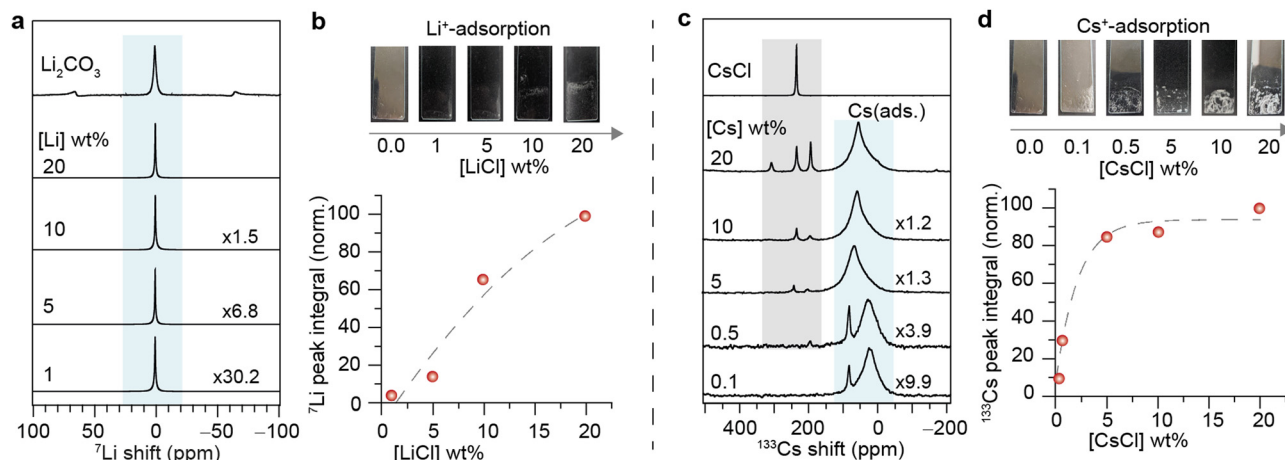 a
Li₂CO₃
[Li] wt%
20
10
x1.5
5
x6.8
1
x30.2
100 50 0 −50 −100
⁷Li shift (ppm)
b
Li⁺-adsorption
0.0 1 5 10 20
[LiCl] wt%
⁷Li peak integral (norm.)
100
80
60
40
20
0
0 5 10 15 20
[LiCl] wt%
c
CsCl
Cs(ads.)
[Cs] wt%
20
10
x1.2
5
x1.3
0.5
x3.9
0.1
x9.9
400 200 0 −200
¹³³Cs shift (ppm)
d
Cs⁺-adsorption
0.0 0.1 0.5 5 10 20
[CsCl] wt%
¹³³Cs peak integral (norm.)
100
80
60
40
20
0
0 5 10 15 20
[CsCl] wt%